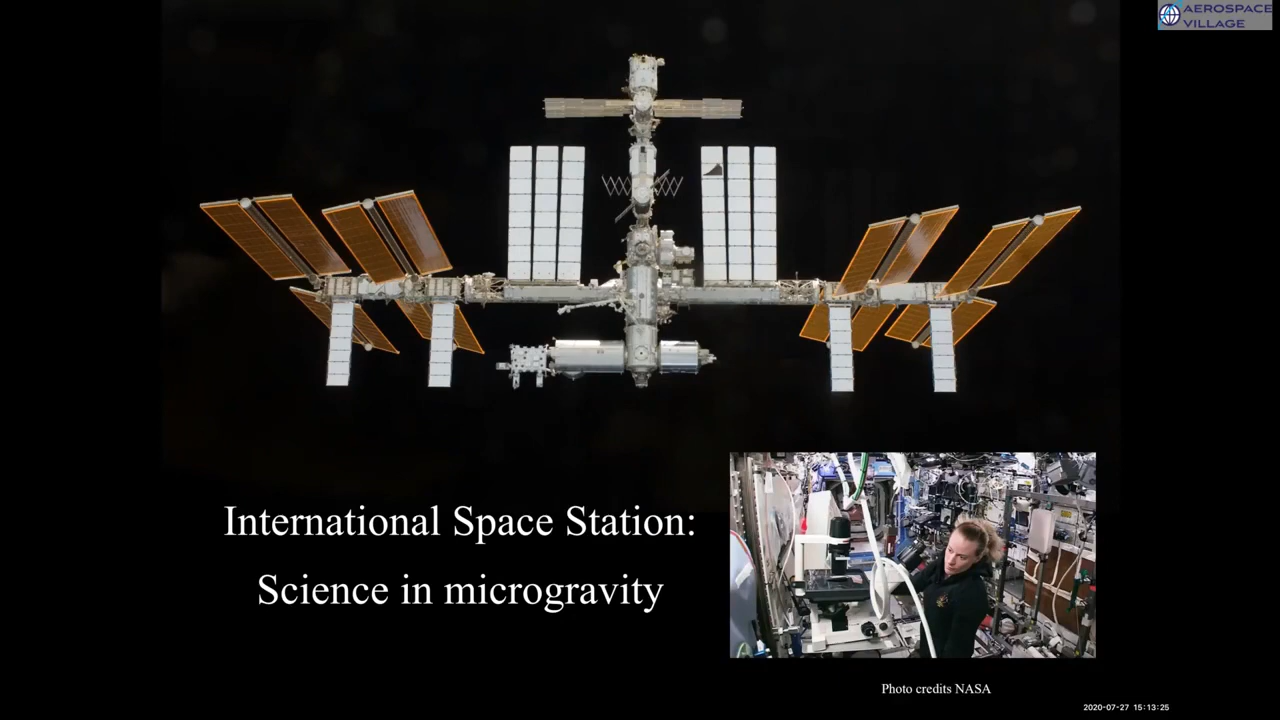 AEROSPACE
VILLAGE
International Space Station:
Science in microgravity
Photo credits NASA
2020-07-27 15:13:25